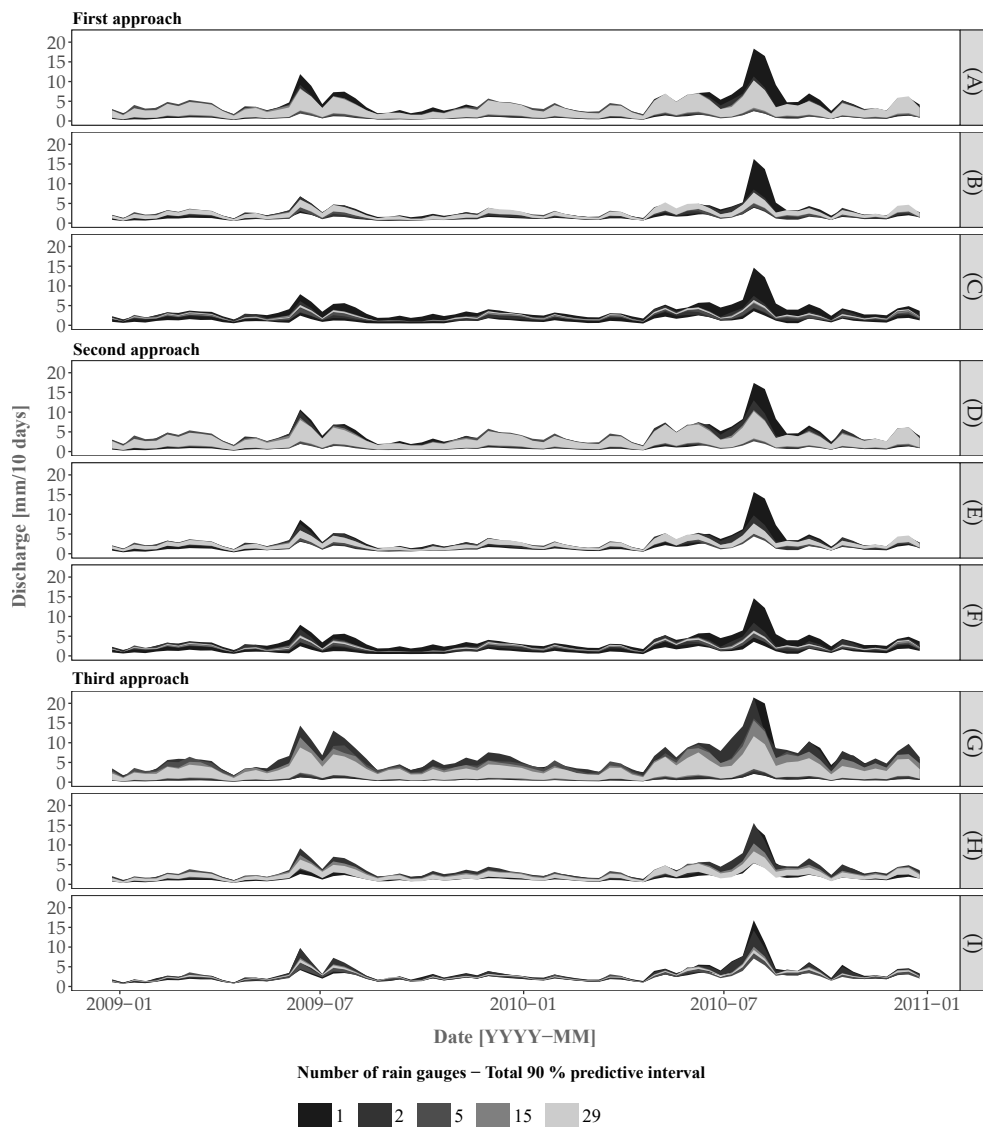 First approach
20
15
10
5
0
(A)
20
15
10
5
0
(B)
20
15
10
5
0
(C)
Second approach
20
15
10
5
0
(D)
20
15
10
5
0
(E)
20
15
10
5
0
(F)
Third approach
20
15
10
5
0
(G)
20
15
10
5
0
(H)
20
15
10
5
0
(I)
Discharge [mm/10 days]
2009−01 2009−07 2010−01 2010−07 2011−01
Date [YYYY−MM]
Number of rain gauges − Total 90 % predictive interval
1 2 5 15 29